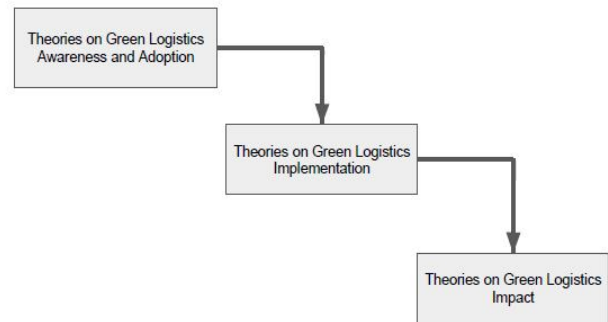 Theories on Green Logistics
Awareness and Adoption
Theories on Green Logistics
Implementation
Theories on Green Logistics
Impact